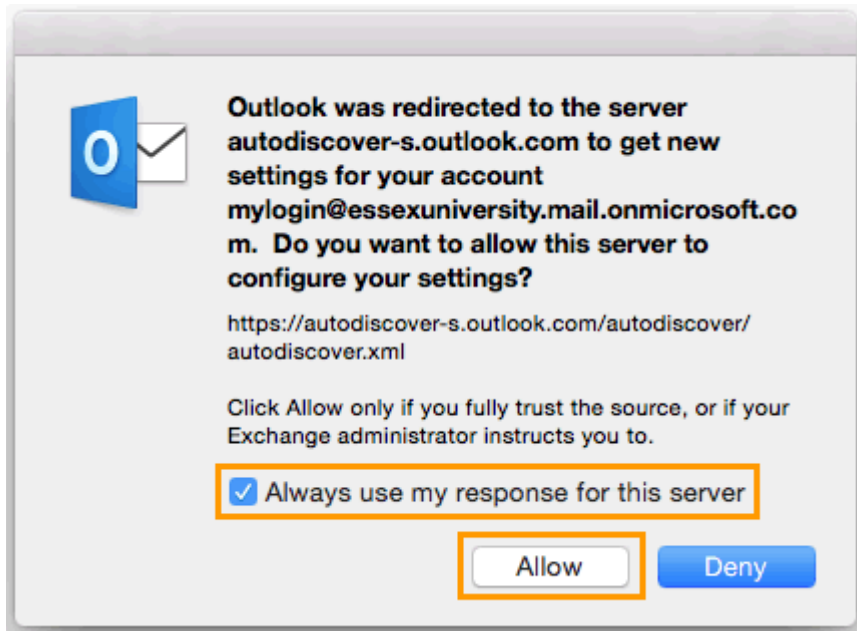 Outlook was redirected to the server
autodiscover-s.outlook.com to get new
settings for your account
mylogin@essexuniversity.mail.onmicrosoft.co
m.  Do you want to allow this server to
configure your settings?
https://autodiscover-s.outlook.com/autodiscover/
autodiscover.xml
Click Allow only if you fully trust the source, or if your
Exchange administrator instructs you to.
Always use my response for this server
Allow
Deny